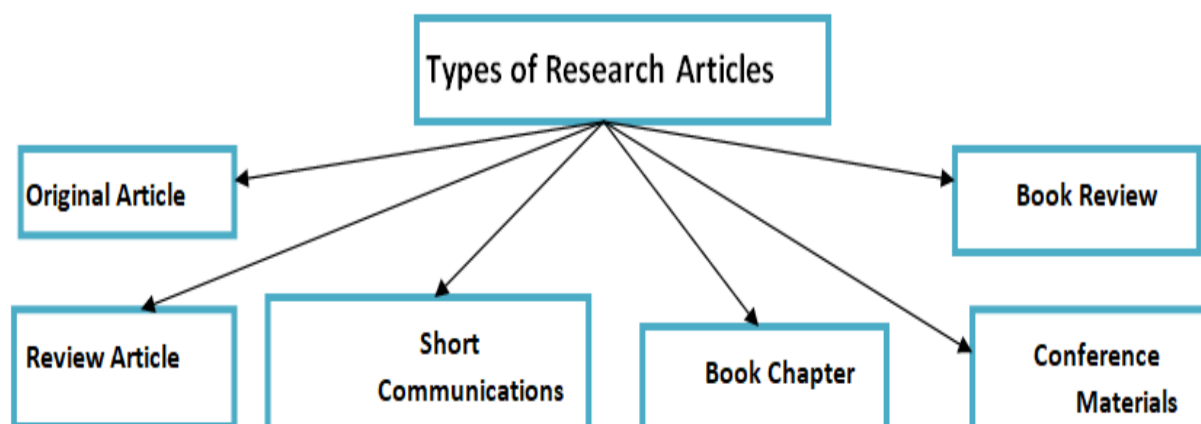 Types of Research Articles
Original Article
Book Review
Review Article
Short
Communications
Book Chapter
Conference
Materials